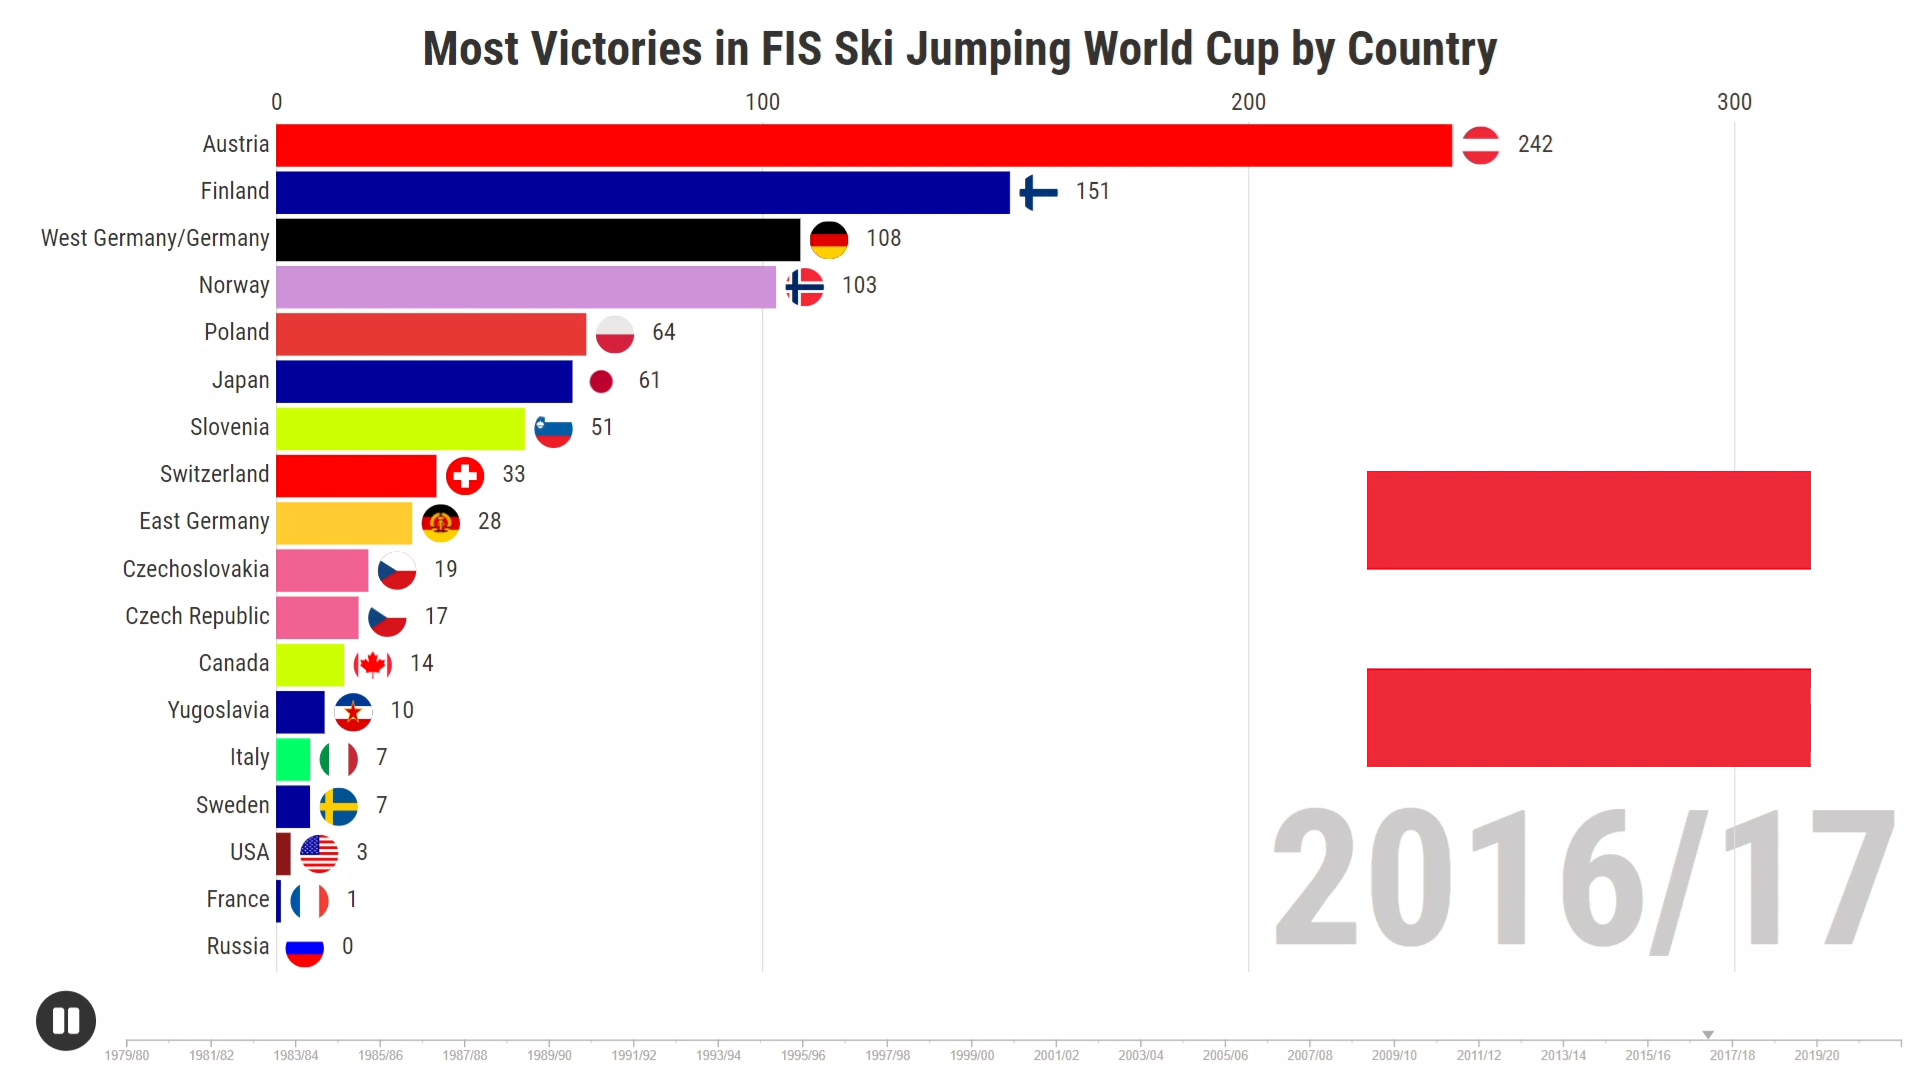 Most Victories in FIS Ski Jumping World Cup by Country
0 100 200 300
Austria 242
Finland 151
West Germany/Germany 108
Norway 103
Poland 64
Japan 61
Slovenia 51
Switzerland 33
East Germany 28
Czechoslovakia 19
Czech Republic 17
Canada 14
Yugoslavia 10
Italy 7
Sweden 7
USA 3
France 1
Russia 0
2016/17
1979/80 1981/82 1983/84 1985/86 1987/88 1989/90 1991/92 1993/94 1995/96 1997/98 1999/00 2001/02 2003/04 2005/06 2007/08 2009/10 2011/12 2013/14 2015/16 2017/18 2019/20